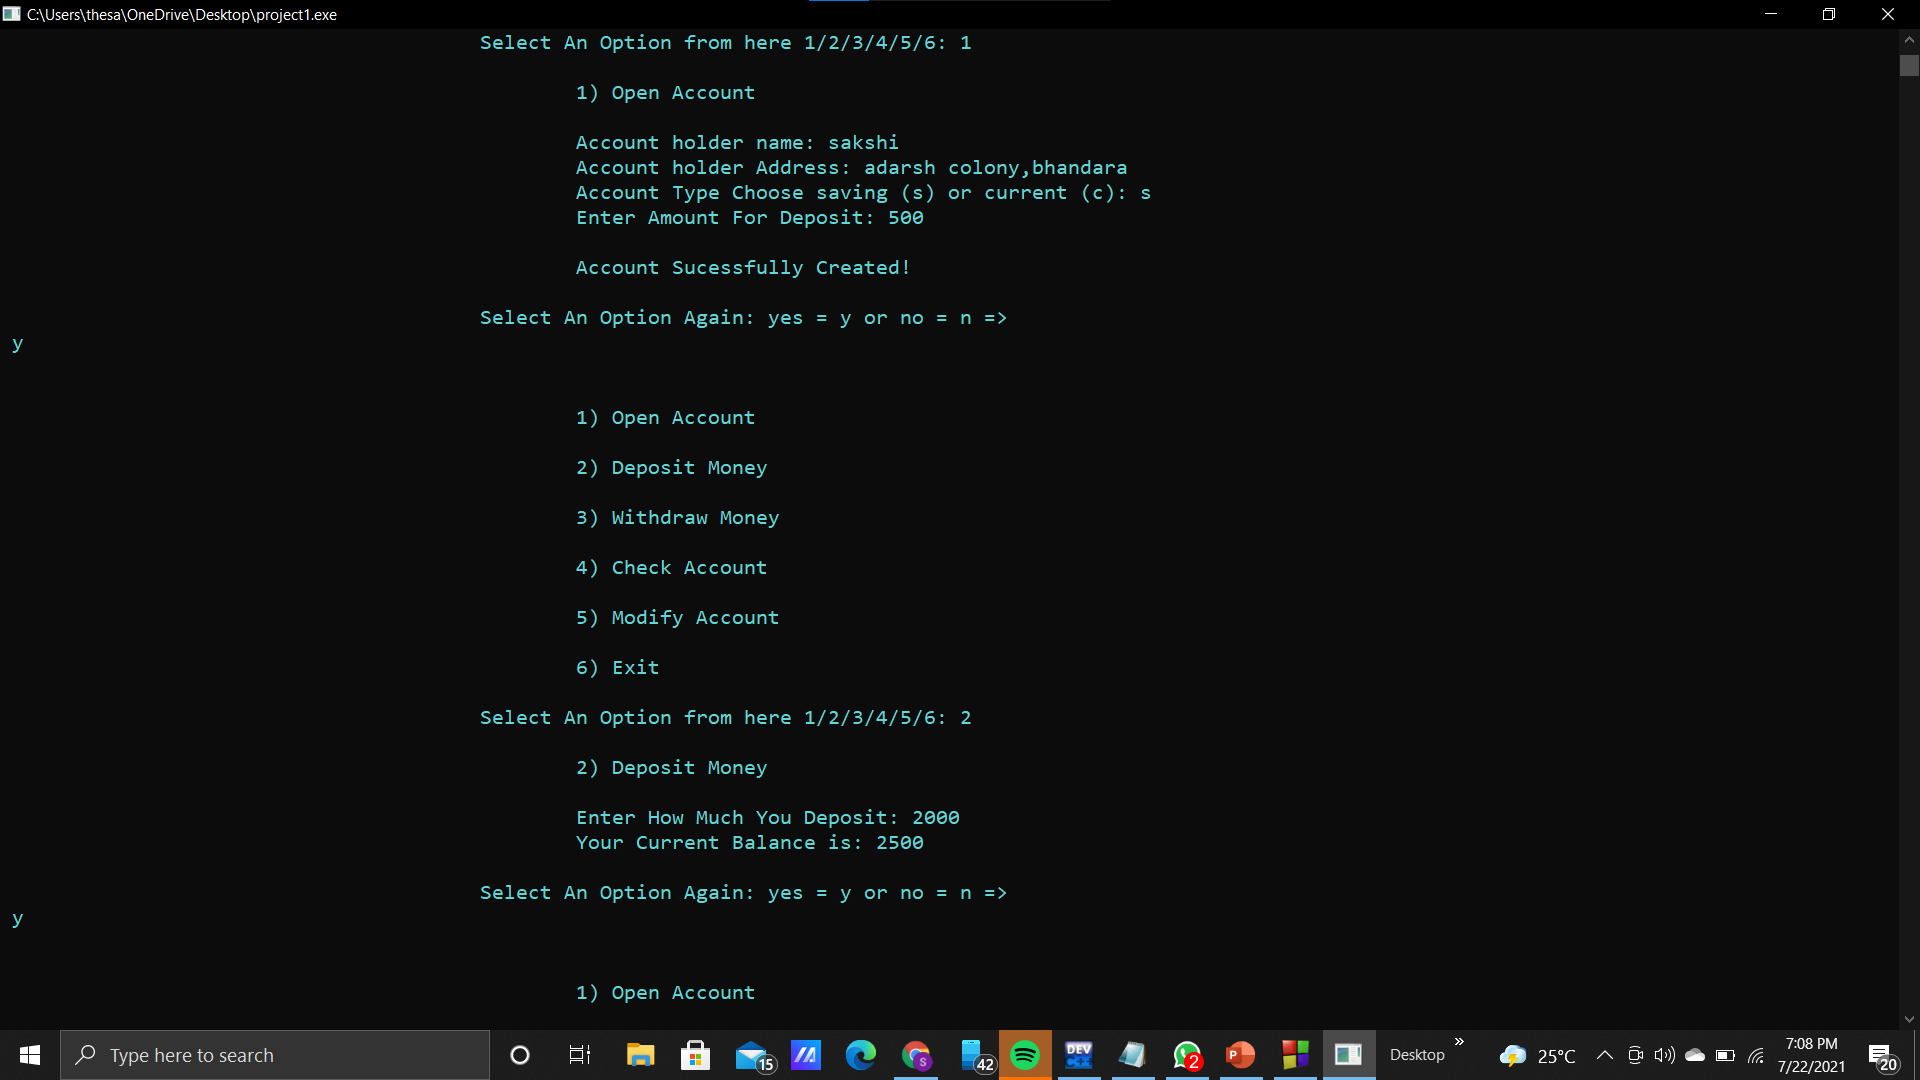 C:\Users\thesa\OneDrive\Desktop\project1.exe
Select An Option from here 1/2/3/4/5/6: 1
1) Open Account
Account holder name: sakshi
Account holder Address: adarsh colony,bhandara
Account Type Choose saving (s) or current (c): s
Enter Amount For Deposit: 500
Account Sucessfully Created!
Select An Option Again: yes = y or no = n =>
y
1) Open Account
2) Deposit Money
3) Withdraw Money
4) Check Account
5) Modify Account
6) Exit
Select An Option from here 1/2/3/4/5/6: 2
2) Deposit Money
Enter How Much You Deposit: 2000
Your Current Balance is: 2500
Select An Option Again: yes = y or no = n =>
y
1) Open Account
Type here to search
15
S
42
DEV
C++
2
P
Desktop
»
25°C
7:08 PM
7/22/2021
20